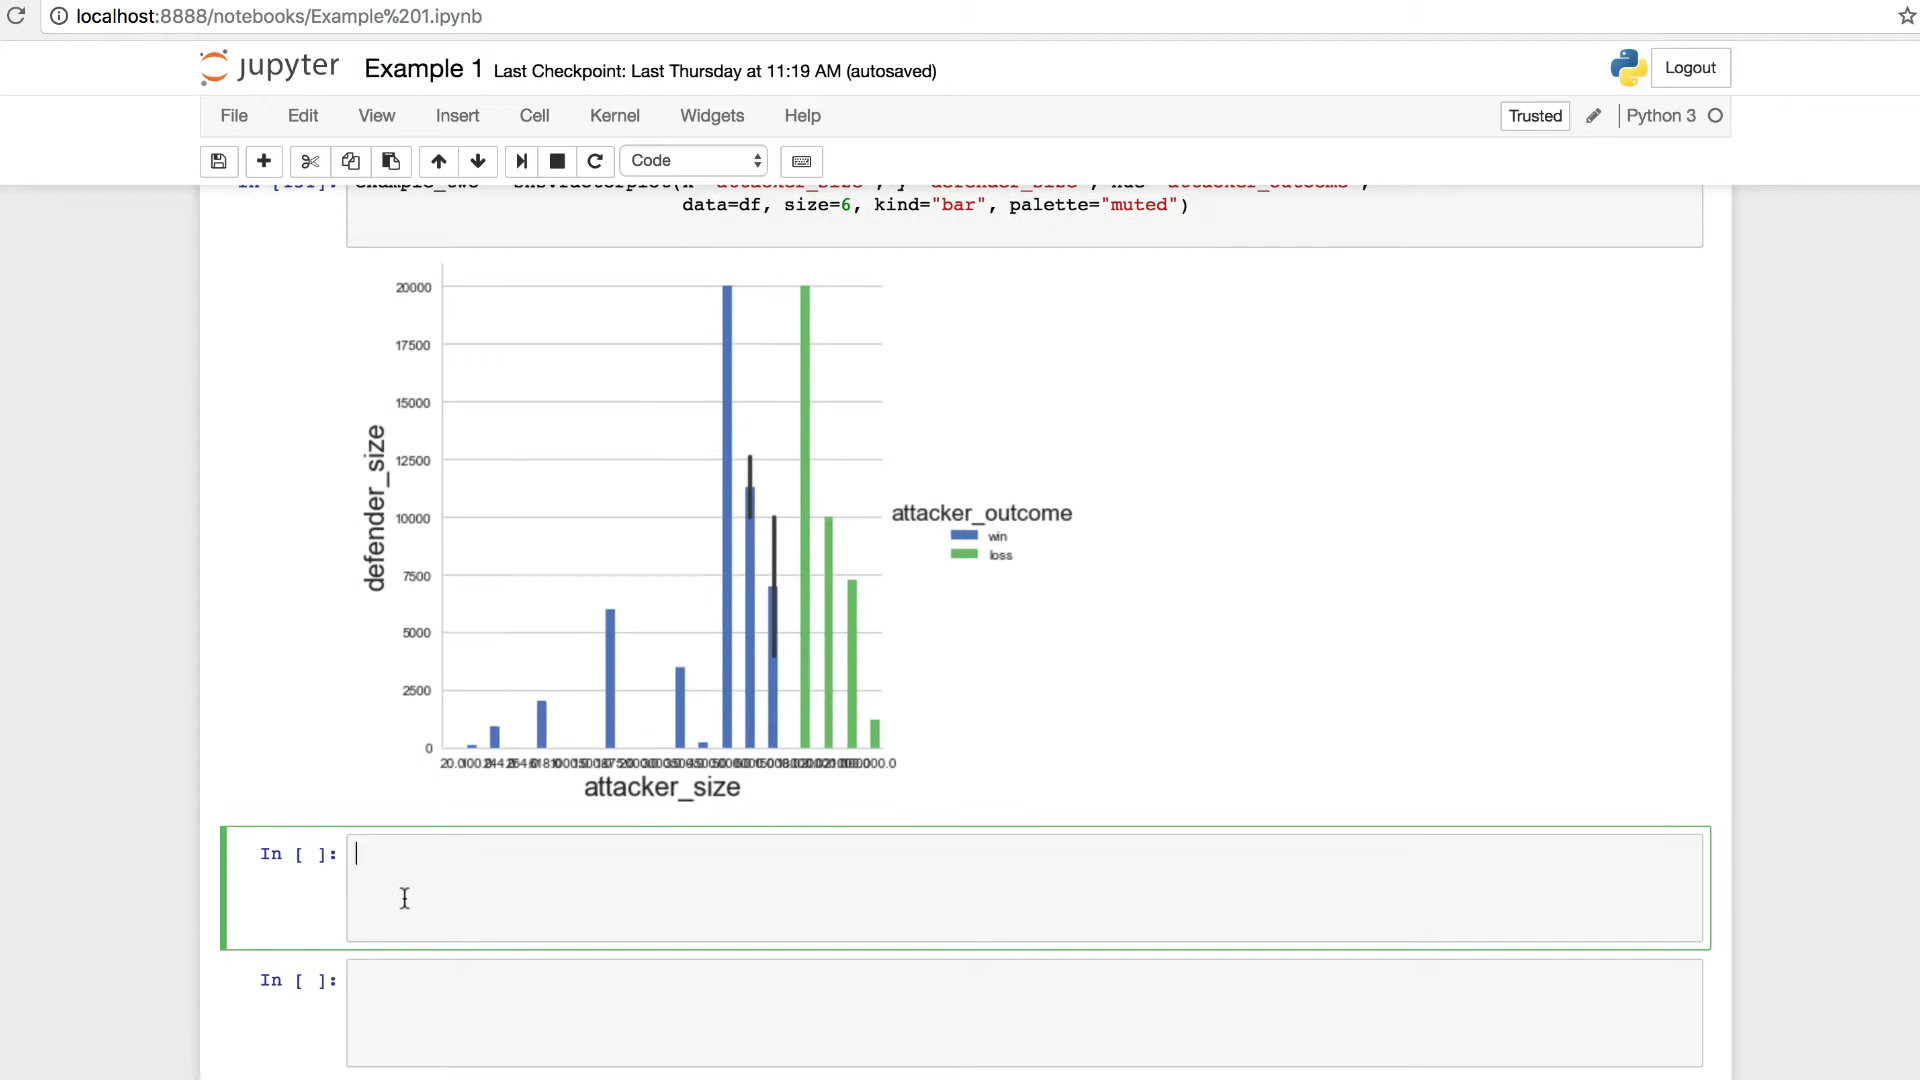 localhost:8888/notebooks/Example%201.ipynb
jupyter Example 1 Last Checkpoint: Last Thursday at 11:19 AM (autosaved) Logout
File Edit View Insert Cell Kernel Widgets Help Trusted Python 3
Code
data=df, size=6, kind="bar", palette="muted")
20000
17500
15000
12500
10000
7500
5000
2500
0
defender_size
attacker_outcome
win
loss
attacker_size
In [ ]:
In [ ]: